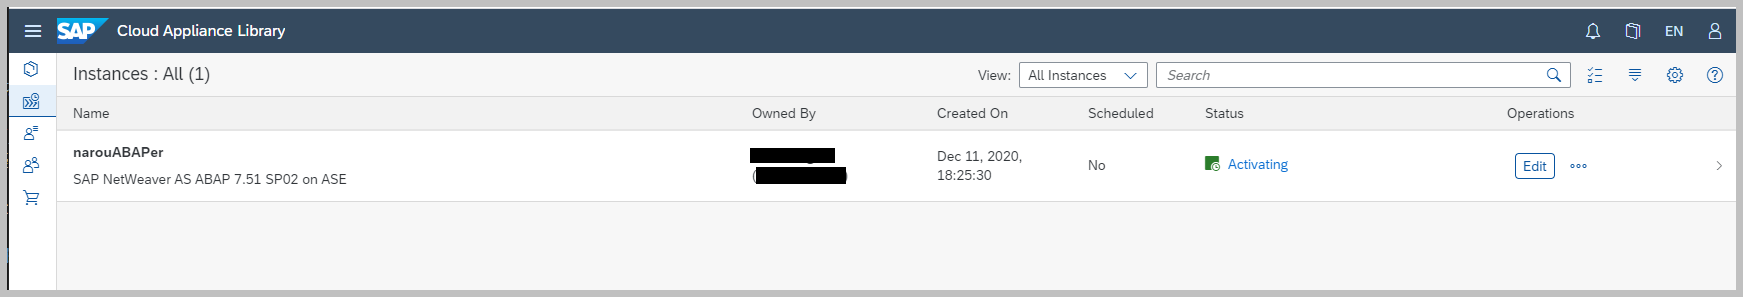 SAP Cloud Appliance Library EN
Instances : All (1) View: All Instances Search
Name Owned By Created On Scheduled Status Operations
narouABAPer
SAP NetWeaver AS ABAP 7.51 SP02 on ASE
(
)
Dec 11, 2020,
18:25:30
No
Activating
Edit